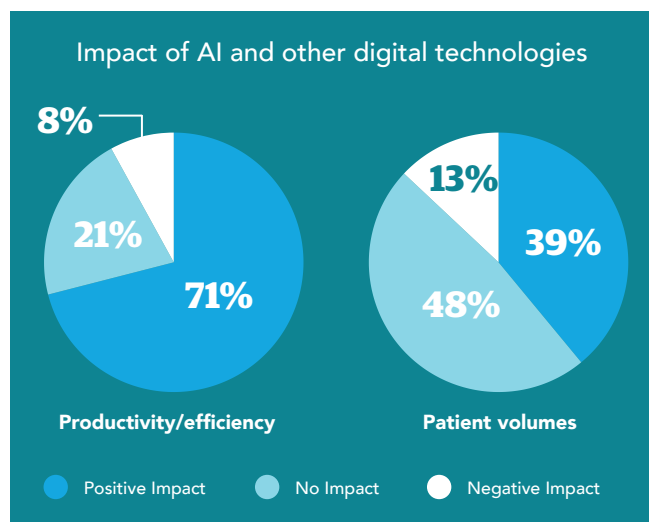 Impact of AI and other digital technologies
8%
21%
71%
13%
39%
48%
Productivity/efficiency
Patient volumes
Positive Impact
No Impact
Negative Impact